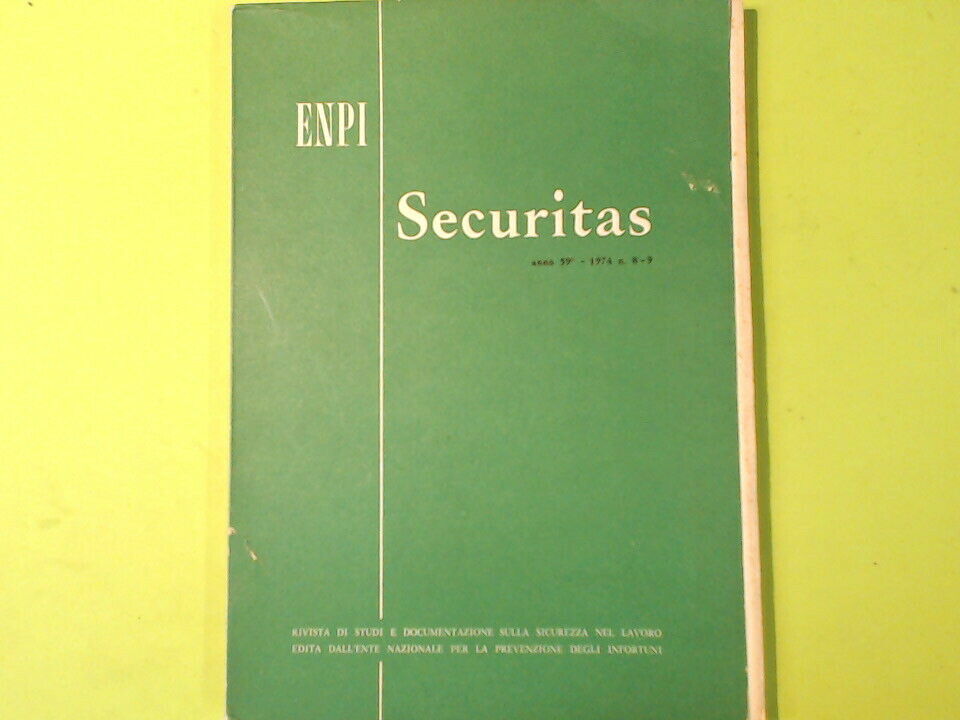 ENPI
Securitas
anno 59° - 1974 n. 8-9
RIVISTA DI STUDI E DOCUMENTAZIONE SULLA SICUREZZA NEL LAVORO
EDITA DALL'ENTE NAZIONALE PER LA PREVENZIONE DEGLI INFORTUNI